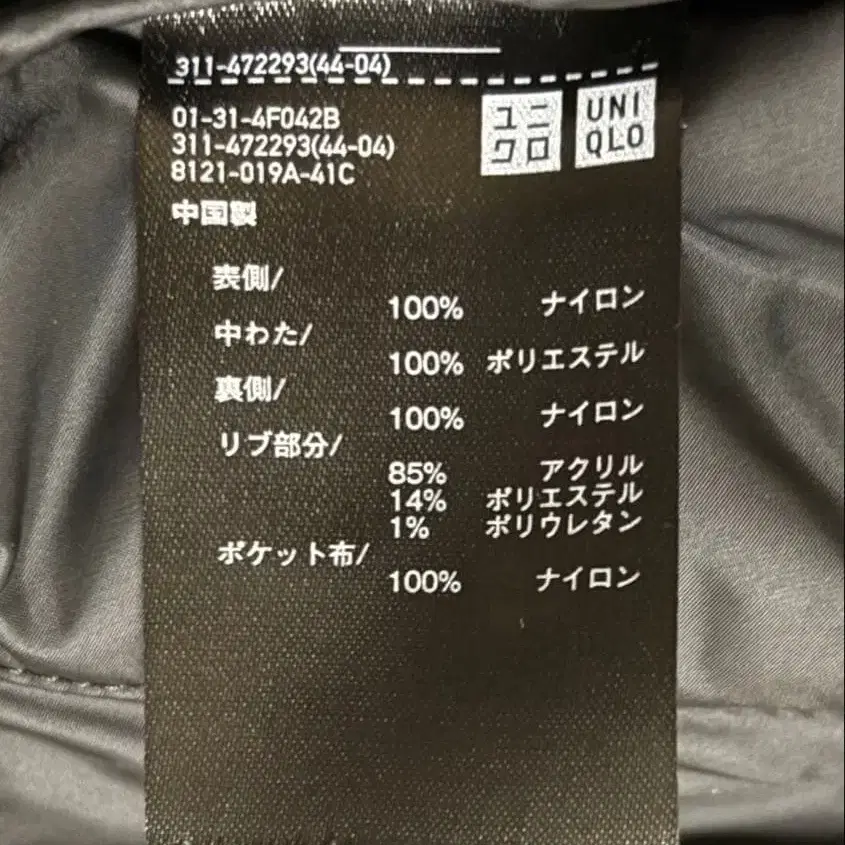 311-472293(44-04)
01-31-4F042B
311-472293(44-04)
8121-019A-41C
ユニクロ
UNIQLO
中国製
表側/
100% ナイロン
中わた/
100% ポリエステル
裏側/
100% ナイロン
リブ部分/
85% アクリル
14% ポリエステル
1% ポリウレタン
ポケット布/
100% ナイロン